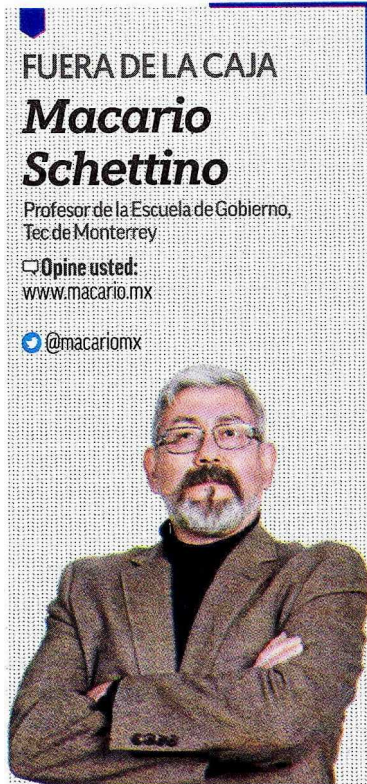 FUERA DE LA CAJA
Macario
Schettino
Profesor de la Escuela de Gobierno,
Tec de Monterrey
Opine usted:
www.macario.mx
@macariomx